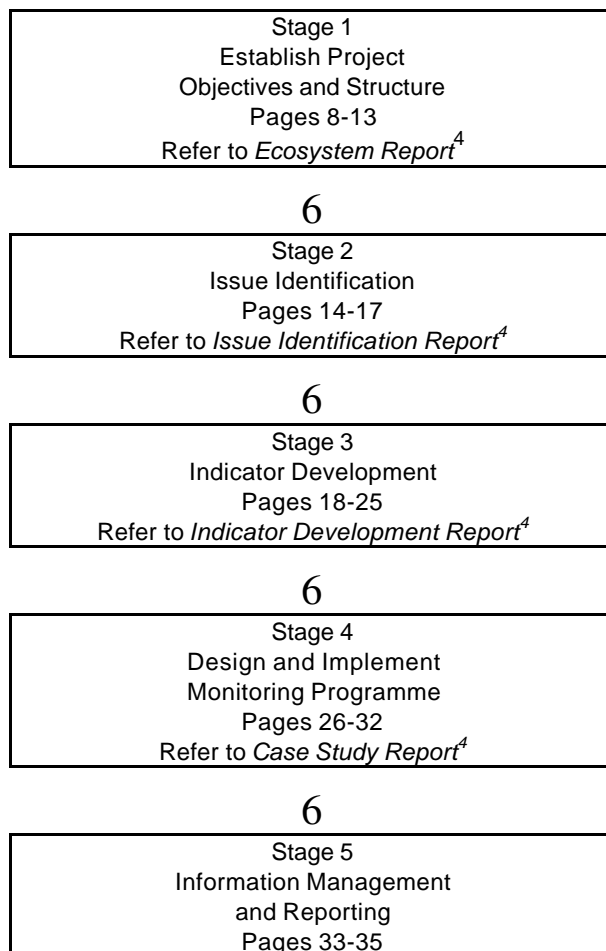 Stage 1
Establish Project
Objectives and Structure
Pages 8-13
Refer to Ecosystem Report4
6
Stage 2
Issue Identification
Pages 14-17
Refer to Issue Identification Report4
6
Stage 3
Indicator Development
Pages 18-25
Refer to Indicator Development Report4
6
Stage 4
Design and Implement
Monitoring Programme
Pages 26-32
Refer to Case Study Report4
6
Stage 5
Information Management
and Reporting
Pages 33-35